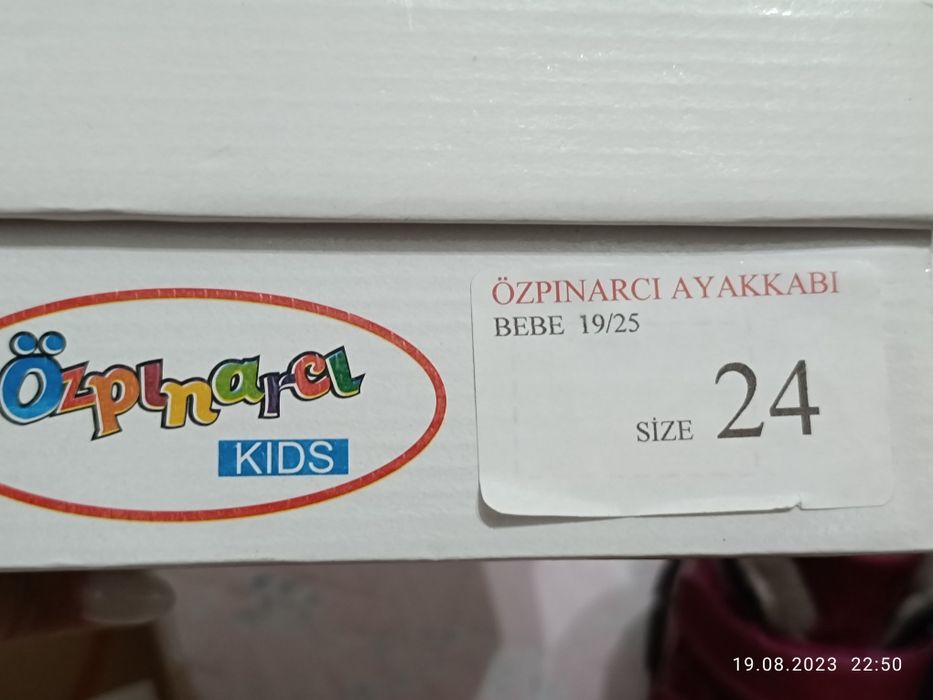 Özpınarcı
KIDS
ÖZPINARCI AYAKKABI
BEBE 19/25
SİZE 24
19.08.2023 22:50